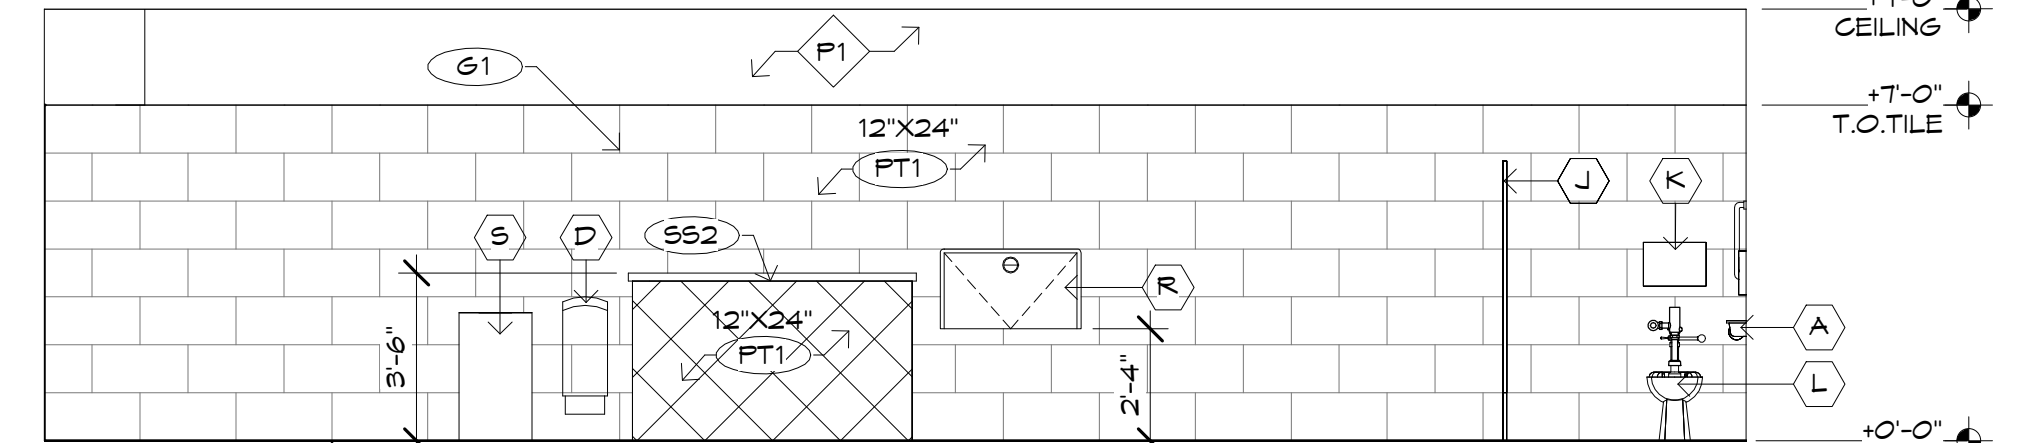 CEILING
P1
G1
+7'-0"
T.O.TILE
12"X24"
PT1
J
K
S
D
SS2
R
12"X24"
PT1
A
3'-6"
2'-4"
L
+0'-0"